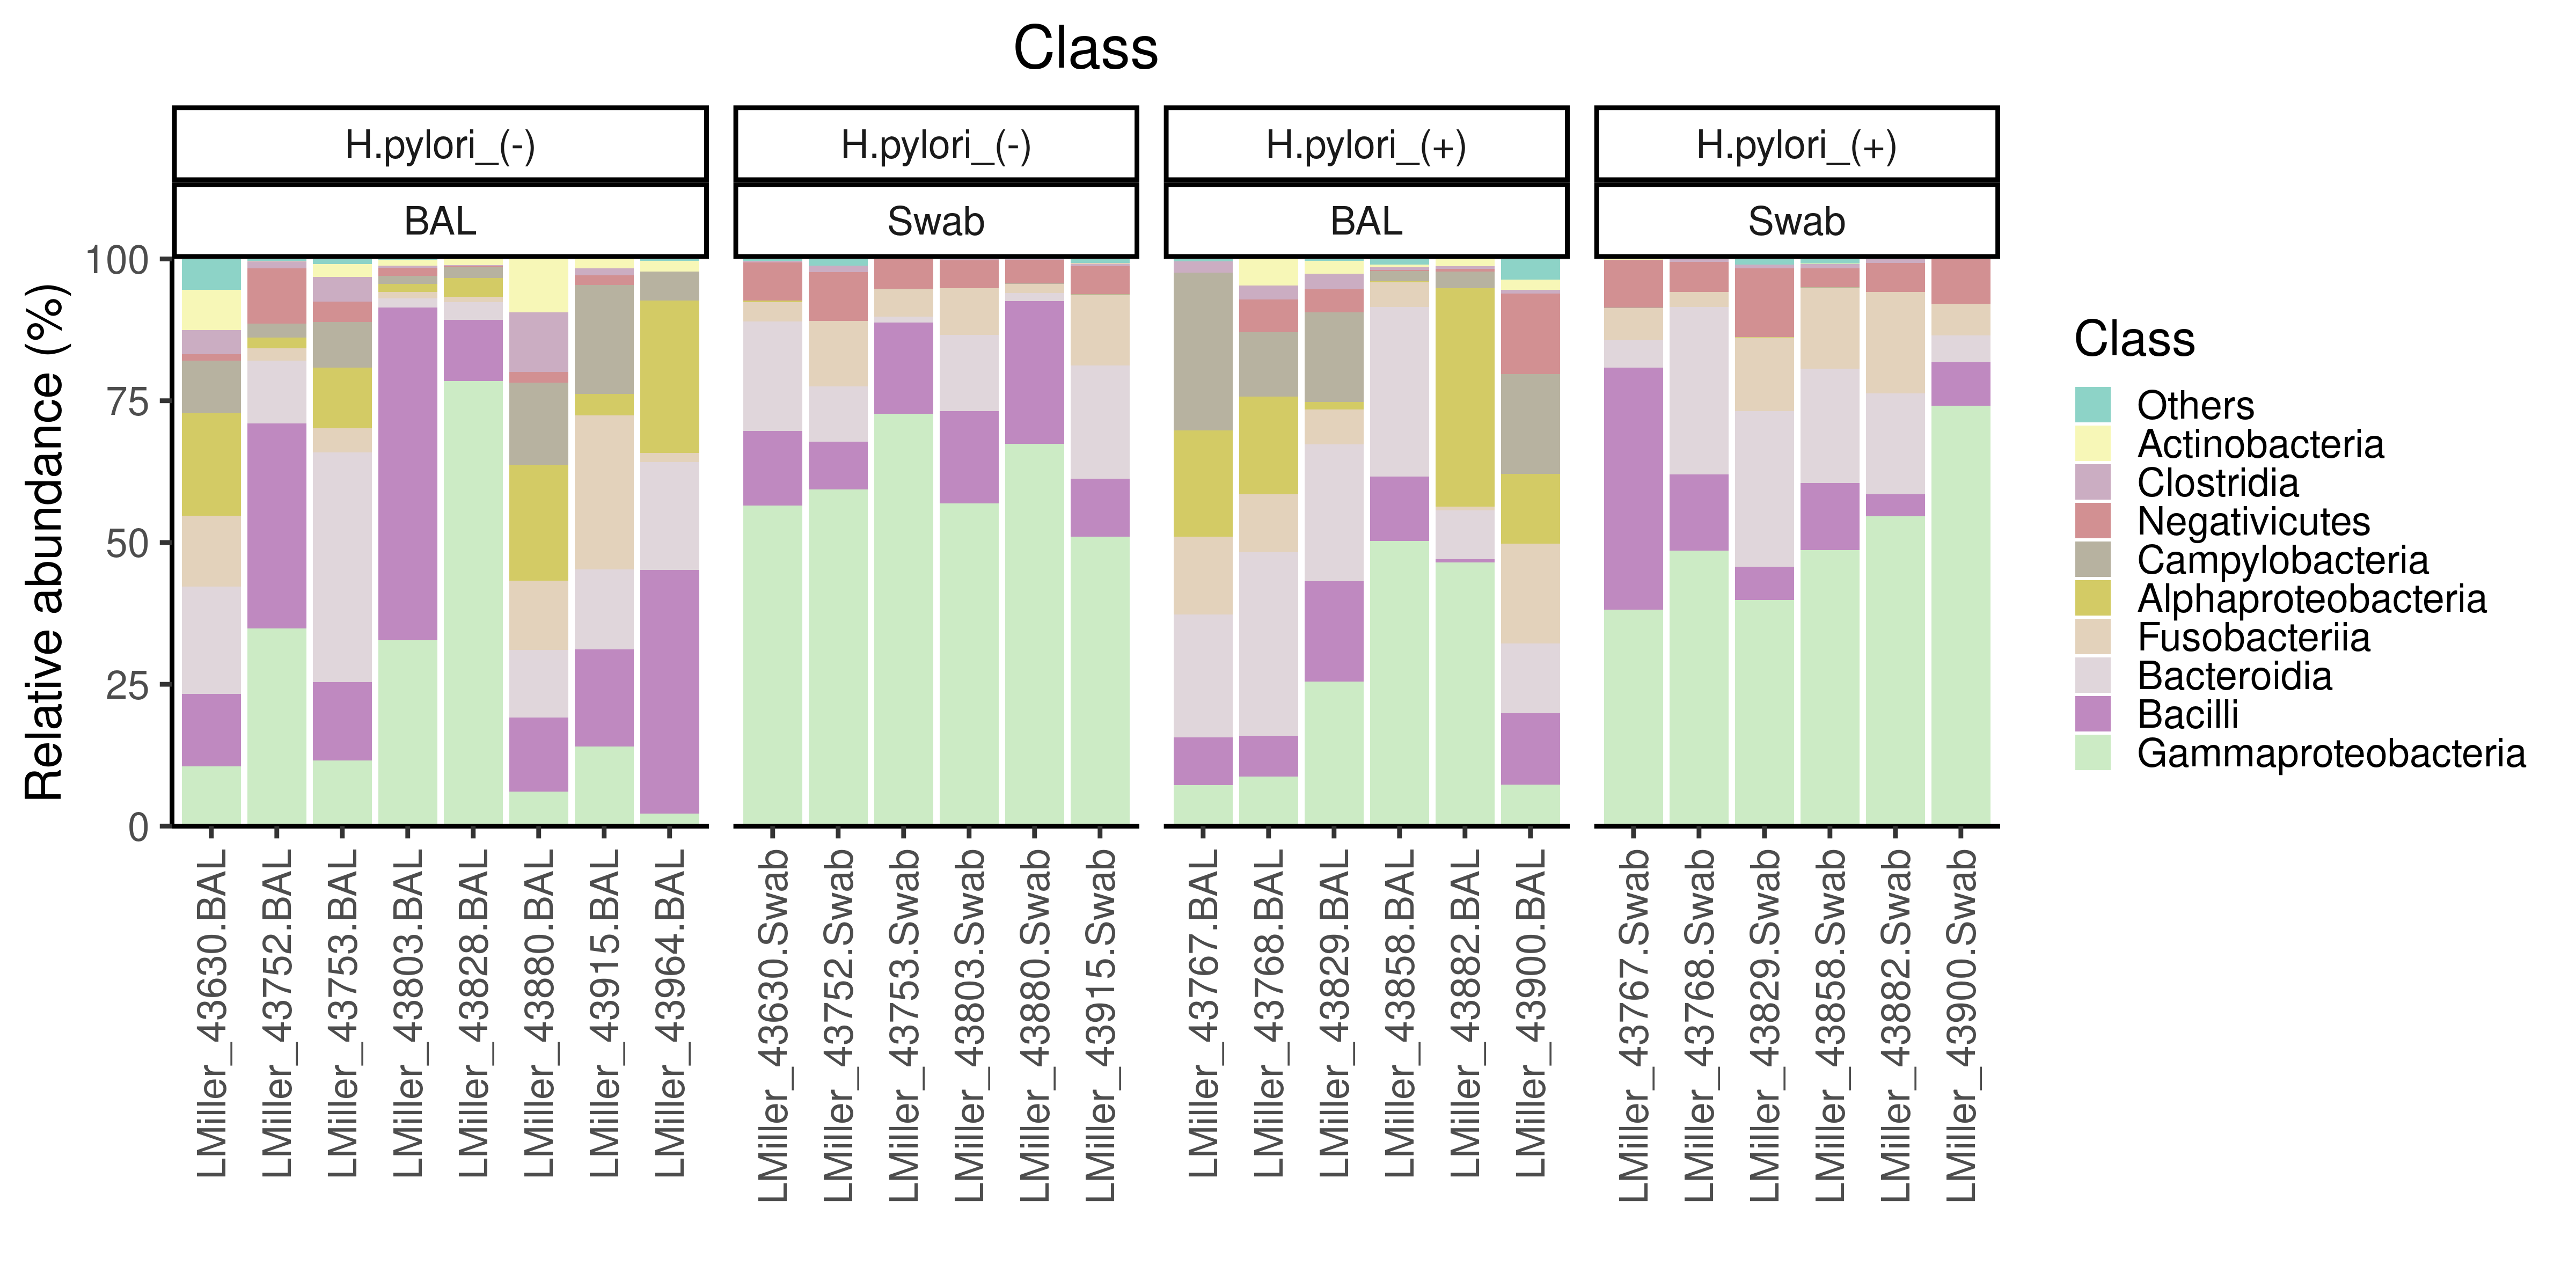 Class
H.pylori_(-)
H.pylori_(-)
H.pylori_(+)
H.pylori_(+)
BAL
Swab
BAL
Swab
Relative abundance (%)
100
75
50
25
0
LMiller_43630.BAL
LMiller_43752.BAL
LMiller_43753.BAL
LMiller_43803.BAL
LMiller_43828.BAL
LMiller_43880.BAL
LMiller_43915.BAL
LMiller_43964.BAL
LMiller_43630.Swab
LMiller_43752.Swab
LMiller_43753.Swab
LMiller_43803.Swab
LMiller_43880.Swab
LMiller_43915.Swab
LMiller_43767.BAL
LMiller_43768.BAL
LMiller_43829.BAL
LMiller_43858.BAL
LMiller_43882.BAL
LMiller_43900.BAL
LMiller_43767.Swab
LMiller_43768.Swab
LMiller_43829.Swab
LMiller_43858.Swab
LMiller_43882.Swab
LMiller_43900.Swab
Class
Others
Actinobacteria
Clostridia
Negativicutes
Campylobacteria
Alphaproteobacteria
Fusobacteriia
Bacteroidia
Bacilli
Gammaproteobacteria